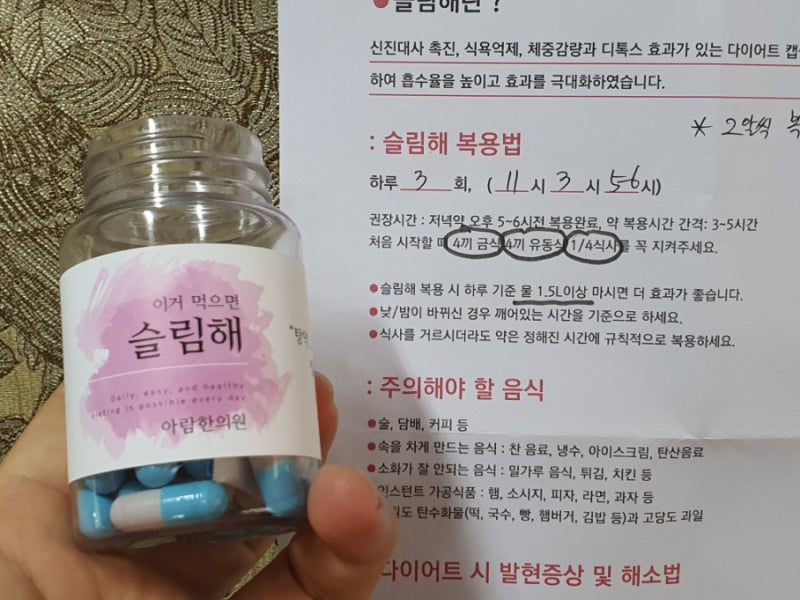 이거 먹으면
슬림해
Daily, easy, and healthy
dieting is possible every day
아람한의원
"탕약
슬림해란 ?
신진대사 촉진, 식욕억제, 체중감량과 디톡스 효과가 있는 다이어트 캡
하여 흡수율을 높이고 효과를 극대화하였습니다.
* 2알씩 복
: 슬림해 복용법
하루 3 회, ( 11 시 3 시 56 시)
권장시간 : 저녁약 오후 5~6시전 복용완료, 약 복용시간 간격: 3~5시간
처음 시작할 때 4끼 금식 4끼 유동식 1/4식사를 꼭 지켜주세요.
●슬림해 복용 시 하루 기준 물 1.5L이상 마시면 더 효과가 좋습니다.
●낮/밤이 바뀌신 경우 깨어있는 시간을 기준으로 하세요.
●식사를 거르시더라도 약은 정해진 시간에 규칙적으로 복용하세요.
: 주의해야 할 음식
●술, 담배, 커피 등
●속을 차게 만드는 음식 : 찬 음료, 냉수, 아이스크림, 탄산음료
●소화가 잘 안되는 음식 : 밀가루 음식, 튀김, 치킨 등
인스턴트 가공식품 : 햄, 소시지, 피자, 라면, 과자 등
탄수화물(떡, 국수, 빵, 햄버거, 김밥 등)과 고당도 과일
다이어트 시 발현증상 및 해소법